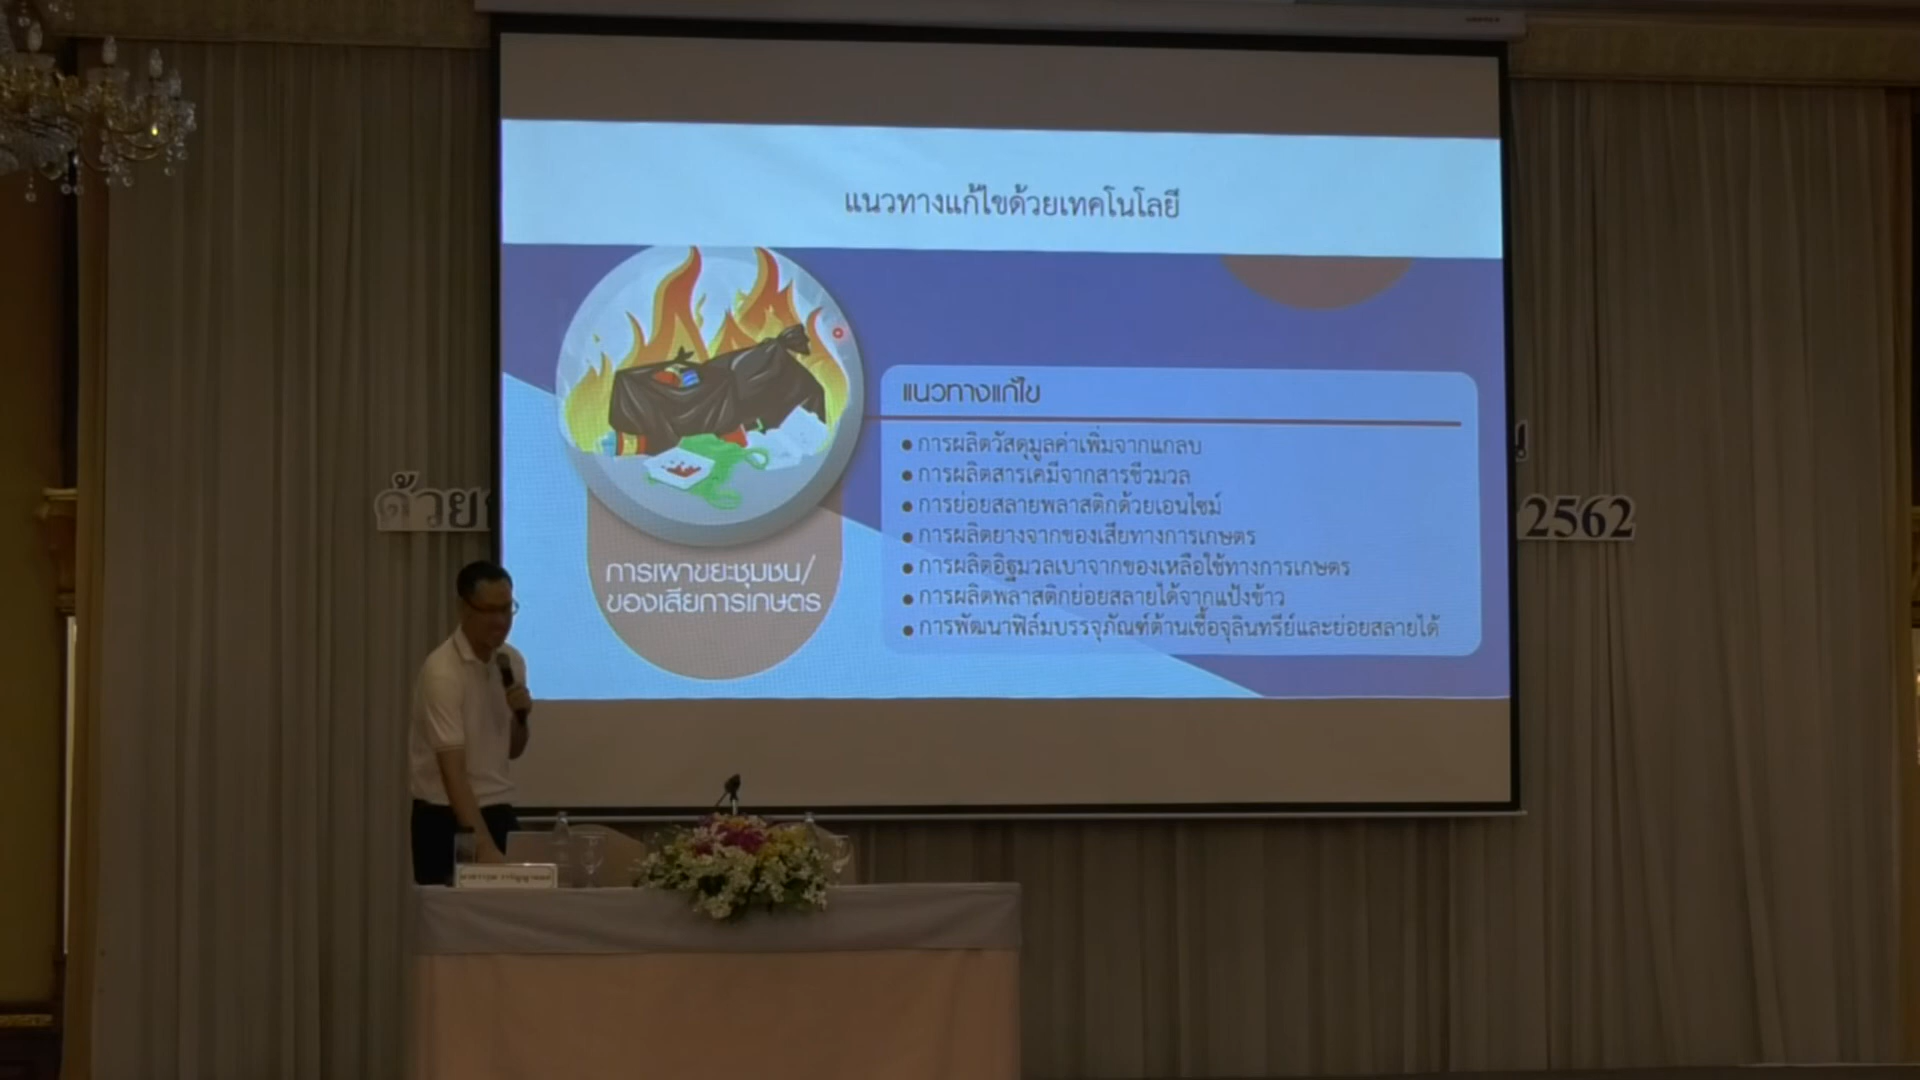 แนวทางแก้ไขด้วยเทคโนโลยี
แนวทางแก้ไข
• การผลิตวัสดุมูลค่าเพิ่มจากแกลบ
• การผลิตสารเคมีจากสารชีวมวล
• การย่อยสลายพลาสติกด้วยเอนไซม์
• การผลิตยางจากของเสียทางการเกษตร
• การผลิตอิฐมวลเบาจากของเหลือใช้ทางการเกษตร
• การผลิตพลาสติกย่อยสลายได้จากแป้งข้าว
• การพัฒนาฟิล์มบรรจุภัณฑ์ต้านเชื้อจุลินทรีย์และย่อยสลายได้
การเผาขยะชุมชน/
ของเสียการเกษตร
ด้วย
2562